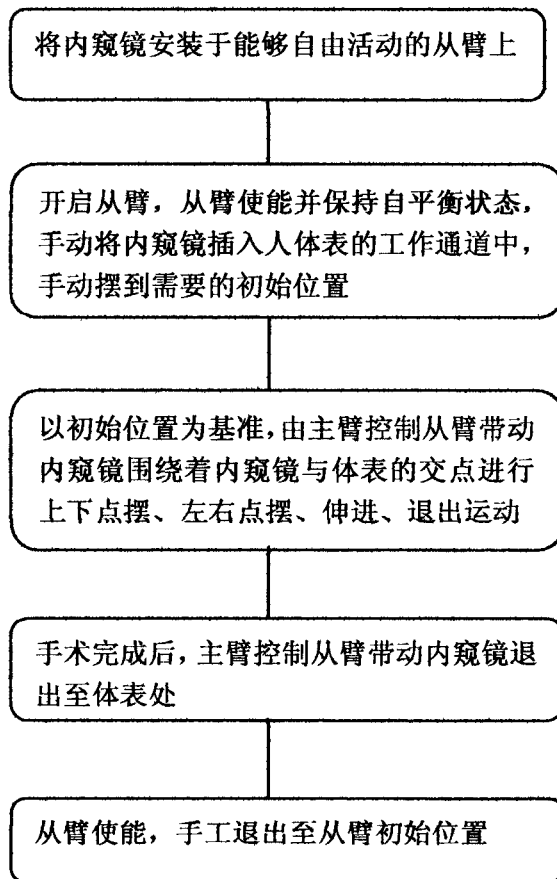 将内窥镜安装于能够自由活动的从臂上
开启从臂，从臂使能并保持自平衡状态，
手动将内窥镜插入人体表的工作通道中，
手动摆到需要的初始位置
以初始位置为基准，由主臂控制从臂带动
内窥镜围绕着内窥镜与体表的交点进行
上下点摆、左右点摆、伸进、退出运动
手术完成后，主臂控制从臂带动内窥镜退
出至体表处
从臂使能，手工退出至从臂初始位置